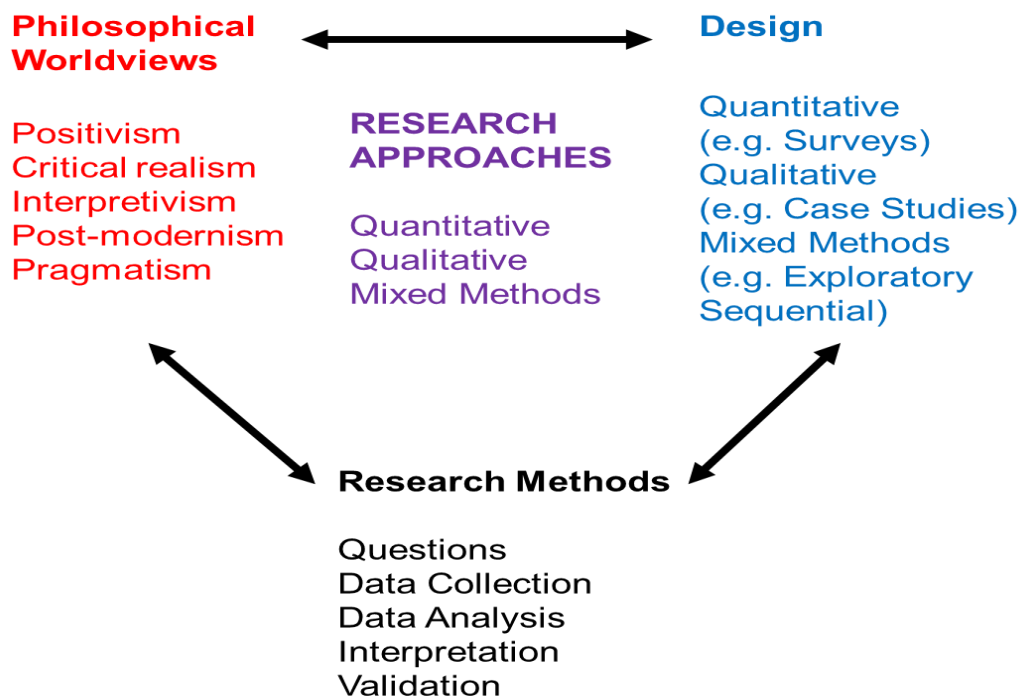 Philosophical
Worldviews
Positivism
Critical realism
Interpretivism
Post-modernism
Pragmatism
RESEARCH
APPROACHES
Quantitative
Qualitative
Mixed Methods
Design
Quantitative
(e.g. Surveys)
Qualitative
(e.g. Case Studies)
Mixed Methods
(e.g. Exploratory
Sequential)
Research Methods
Questions
Data Collection
Data Analysis
Interpretation
Validation